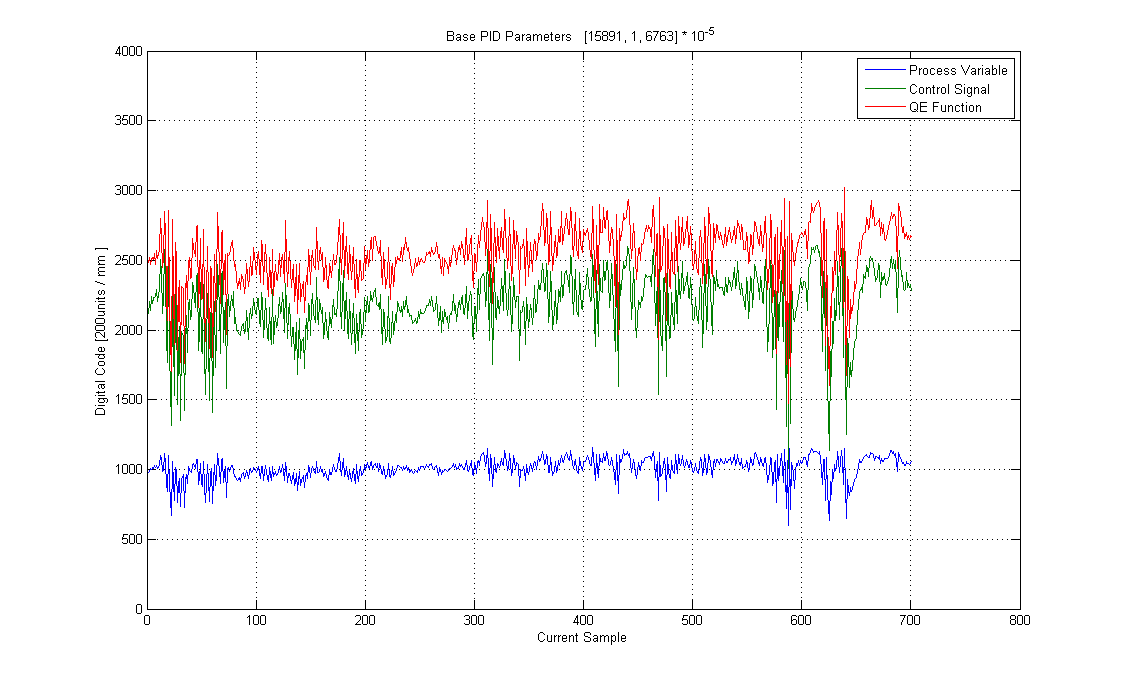 Base PID Parameters [15891, 1, 6763] * 10^-5
4000
3500
3000
2500
2000
1500
1000
500
0
Digital Code [200units / mm ]
Process Variable
Control Signal
QE Function
0 100 200 300 400 500 600 700 800
Current Sample